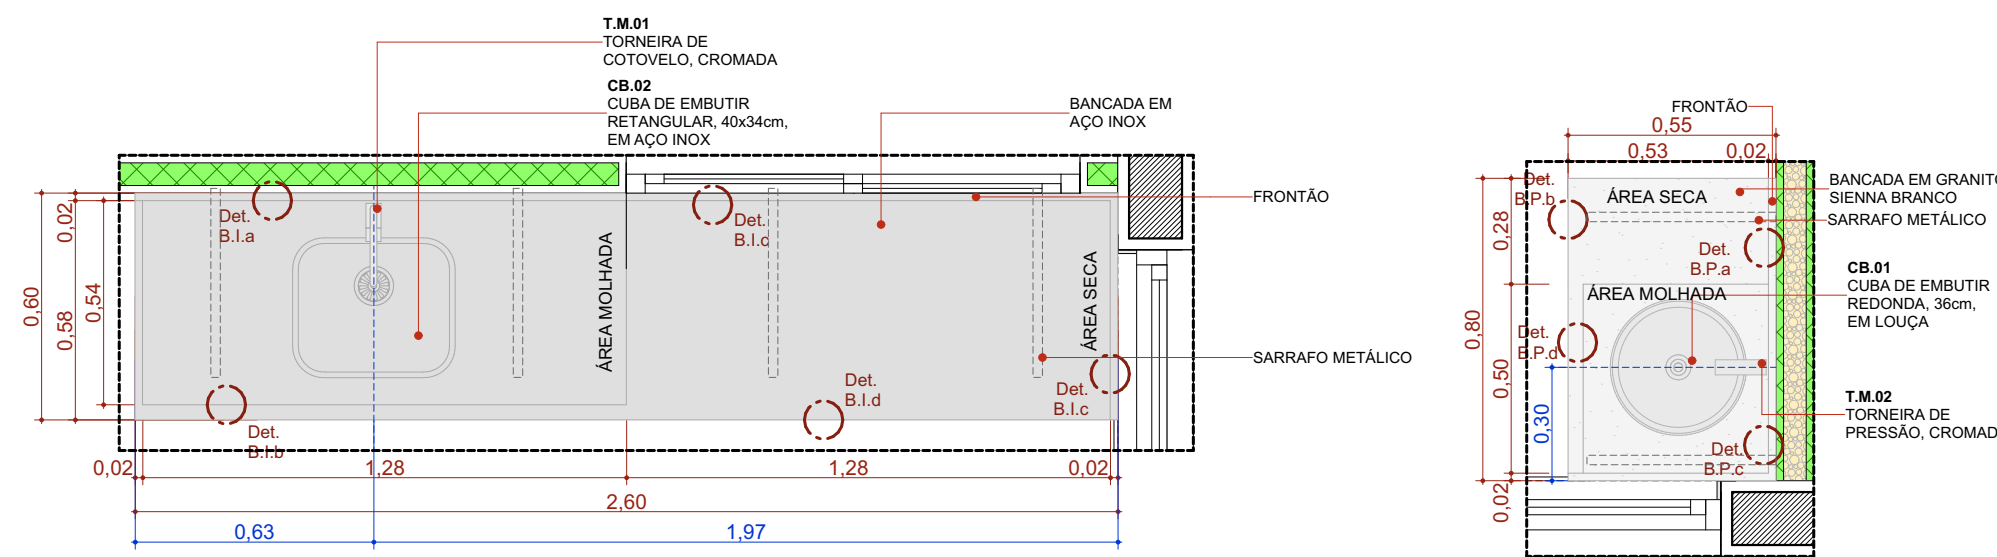 T.M.01
TORNEIRA DE
COTOVELO, CROMADA
CB.02
CUBA DE EMBUTIR
RETANGULAR, 40x34cm,
EM AÇO INOX
BANCADA EM
AÇO INOX
FRONTÃO
SARRAFO METÁLICO
Det.
B.I.a
Det.
B.I.c
Det.
B.I.d
Det.
B.I.c
Det.
B.I.b
ÁREA MOLHADA
ÁREA SECA
0,02
0,60
0,58
0,54
0,02
1,28
1,28
0,02
2,60
0,63
1,97
FRONTÃO
0,55
0,53
0,02
Det.
B.P.b
ÁREA SECA
BANCADA EM GRANITO
SIENNA BRANCO
SARRAFO METÁLICO
Det.
B.P.a
ÁREA MOLHADA
CB.01
CUBA DE EMBUTIR
REDONDA, 36cm,
EM LOUÇA
Det.
B.P.d
T.M.02
TORNEIRA DE
PRESSÃO, CROMAD
Det.
B.P.c
0,28
0,80
0,50
0,30
0,02